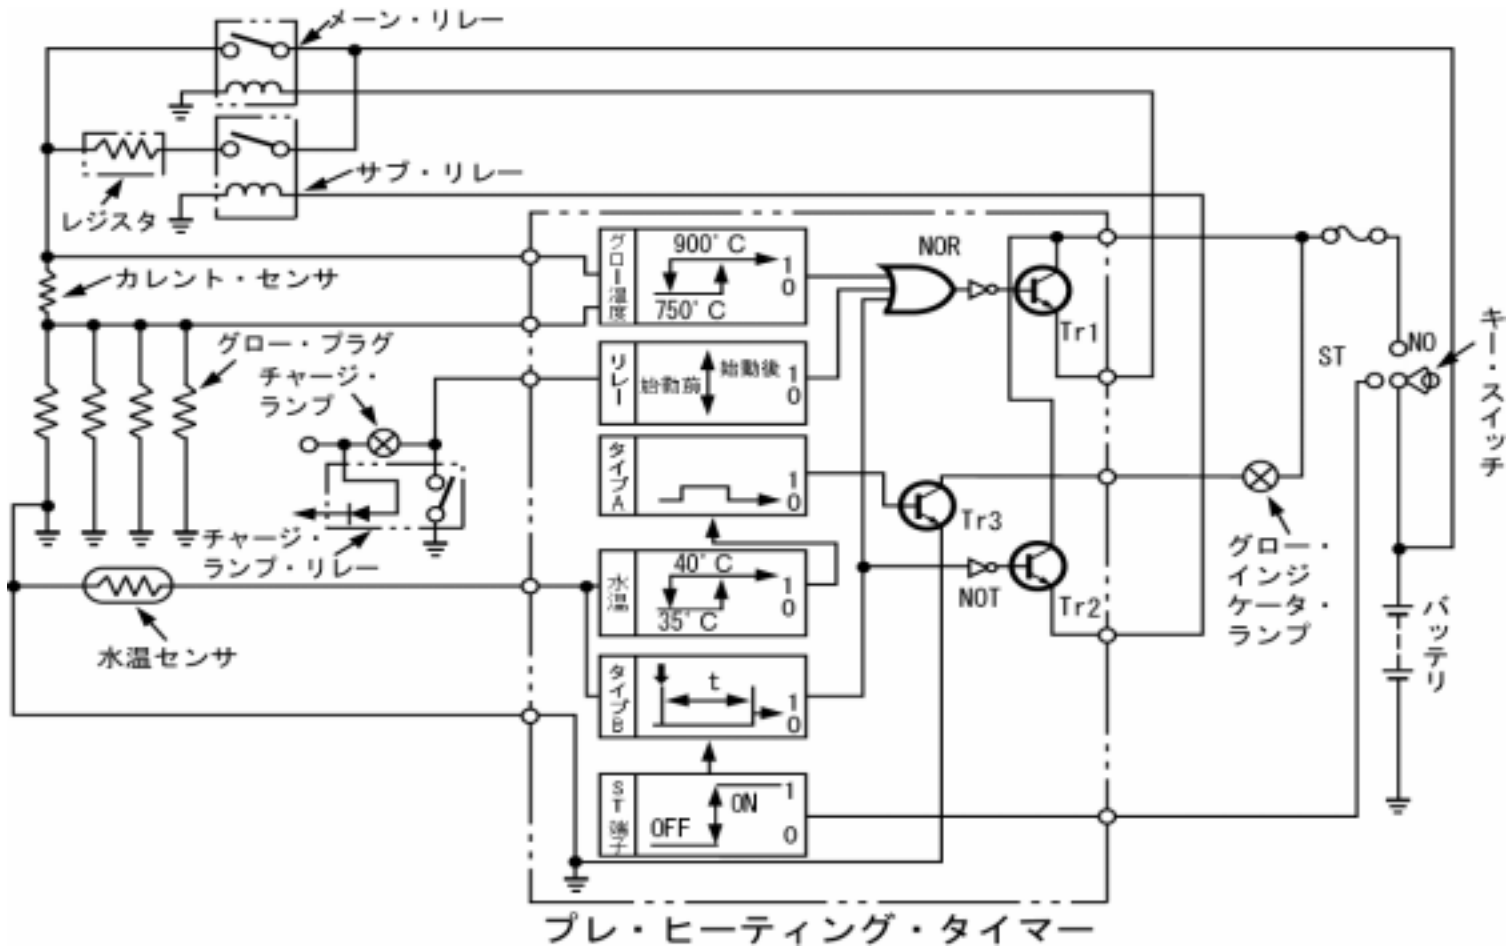 メーン・リレー
サブ・リレー
レジスタ
カレント・センサ
グロー・プラグ
チャージ・
ランプ
チャージ・
ランプ・リレー
水温センサ
グロー温度
900°C
750°C
1
0
リレー
始動前
始動後
1
0
タイプA
1
0
水温
40°C
35°C
1
0
タイプB
t
1
0
ST端子
OFF
ON
1
0
NOR
Tr1
Tr3
NOT
Tr2
ST
NO
キー・スイッチ
グロー・
インジ
ケータ・
ランプ
バッテリ
プレ・ヒーティング・タイマー